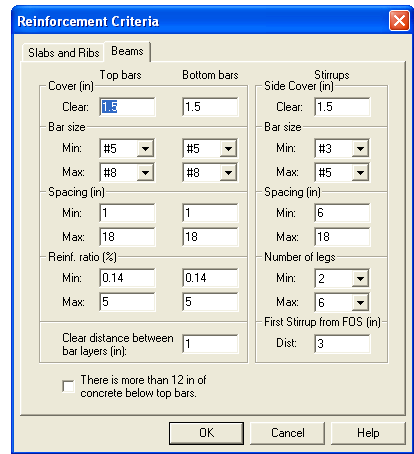 Reinforcement Criteria
Slabs and Ribs Beams
Top bars Bottom bars Stirrups
Cover (in) Side Cover (in)
Clear: 1.5 1.5 Clear: 1.5
Bar size Bar size
Min: #5 #5 Min: #3
Max: #8 #8 Max: #5
Spacing (in) Spacing (in)
Min: 1 1 Min: 6
Max: 18 18 Max: 18
Reinf. ratio (%) Number of legs
Min: 0.14 0.14 Min: 2
Max: 5 5 Max: 6
First Stirrup from FOS (in)
Clear distance between
bar layers (in): 1 Dist: 3
There is more than 12 in of
concrete below top bars.
OK Cancel Help